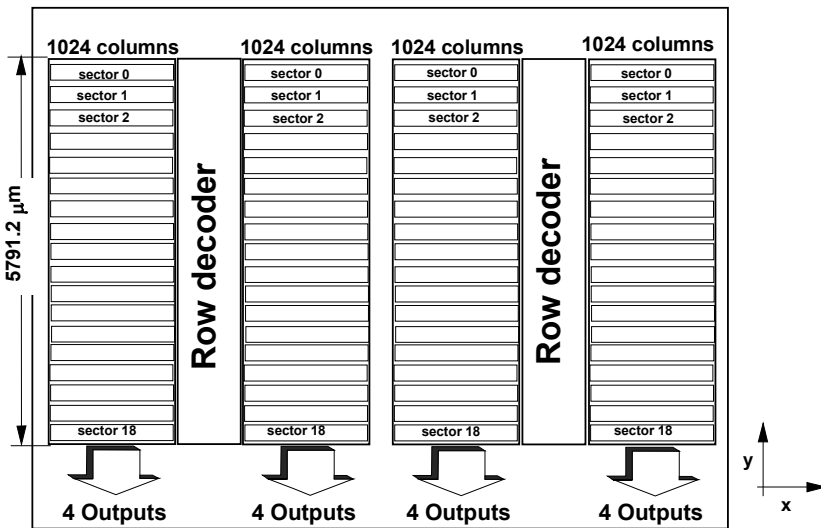 1024 columns
1024 columns
1024 columns
1024 columns
sector 0
sector 0
sector 0
sector 0
sector 1
sector 1
sector 1
sector 1
sector 2
sector 2
sector 2
sector 2
5791.2 μm
Row decoder
Row decoder
sector 18
sector 18
sector 18
sector 18
y
x
4 Outputs
4 Outputs
4 Outputs
4 Outputs